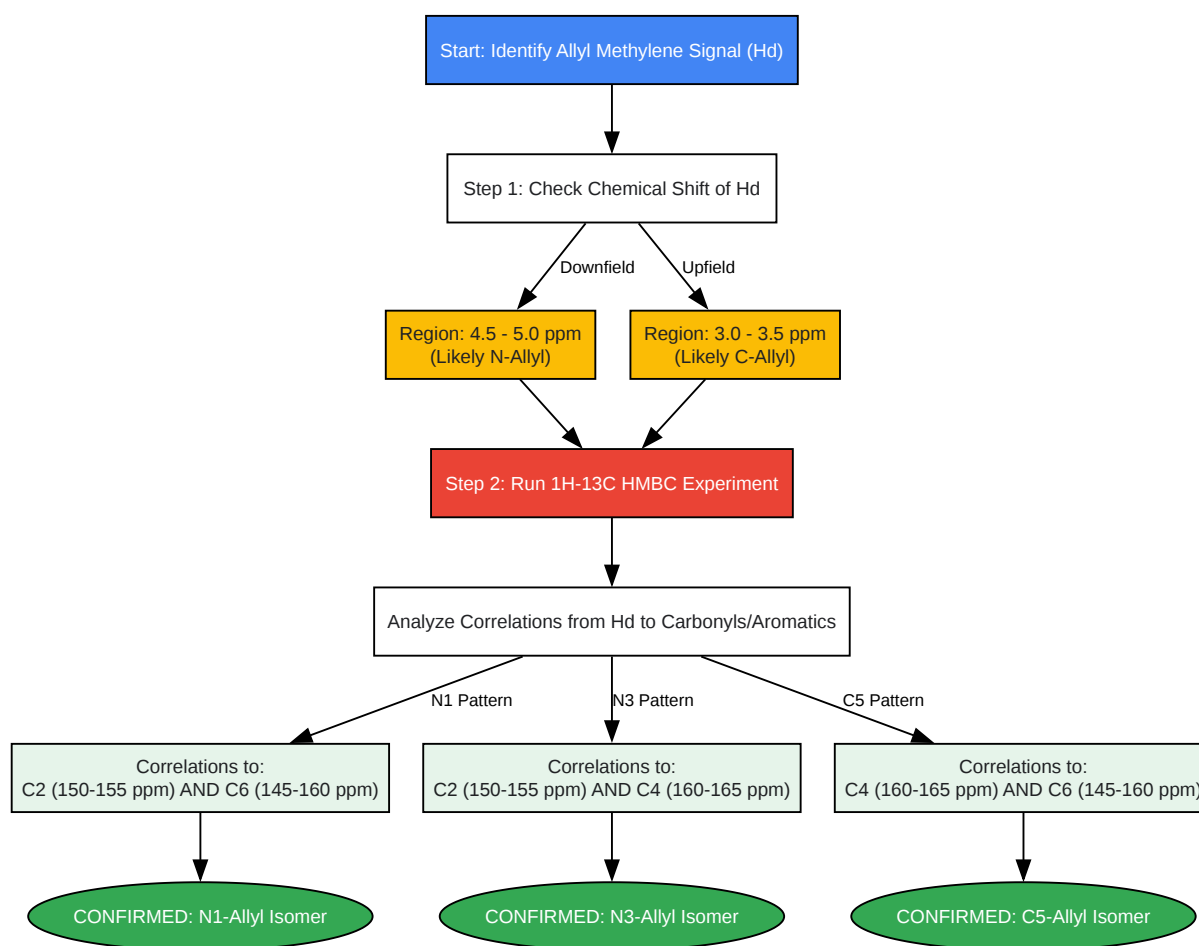 Start: Identify Allyl Methylene Signal (Hd)
Step 1: Check Chemical Shift of Hd
Downfield
Upfield
Region: 4.5 - 5.0 ppm
(Likely N-Allyl)
Region: 3.0 - 3.5 ppm
(Likely C-Allyl)
Step 2: Run 1H-13C HMBC Experiment
Analyze Correlations from Hd to Carbonyls/Aromatics
N1 Pattern
N3 Pattern
C5 Pattern
Correlations to:
C2 (150-155 ppm) AND C6 (145-160 ppm)
Correlations to:
C2 (150-155 ppm) AND C4 (160-165 ppm)
Correlations to:
C4 (160-165 ppm) AND C6 (145-160 ppm)
CONFIRMED: N1-Allyl Isomer
CONFIRMED: N3-Allyl Isomer
CONFIRMED: C5-Allyl Isomer